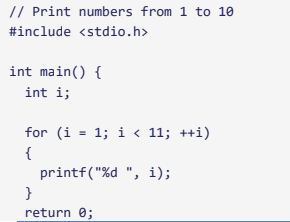 // Print numbers from 1 to 10
#include <stdio.h>

int main() {
  int i;

  for (i = 1; i < 11; ++i)
  {
    printf("%d ", i);
  }
  return 0;